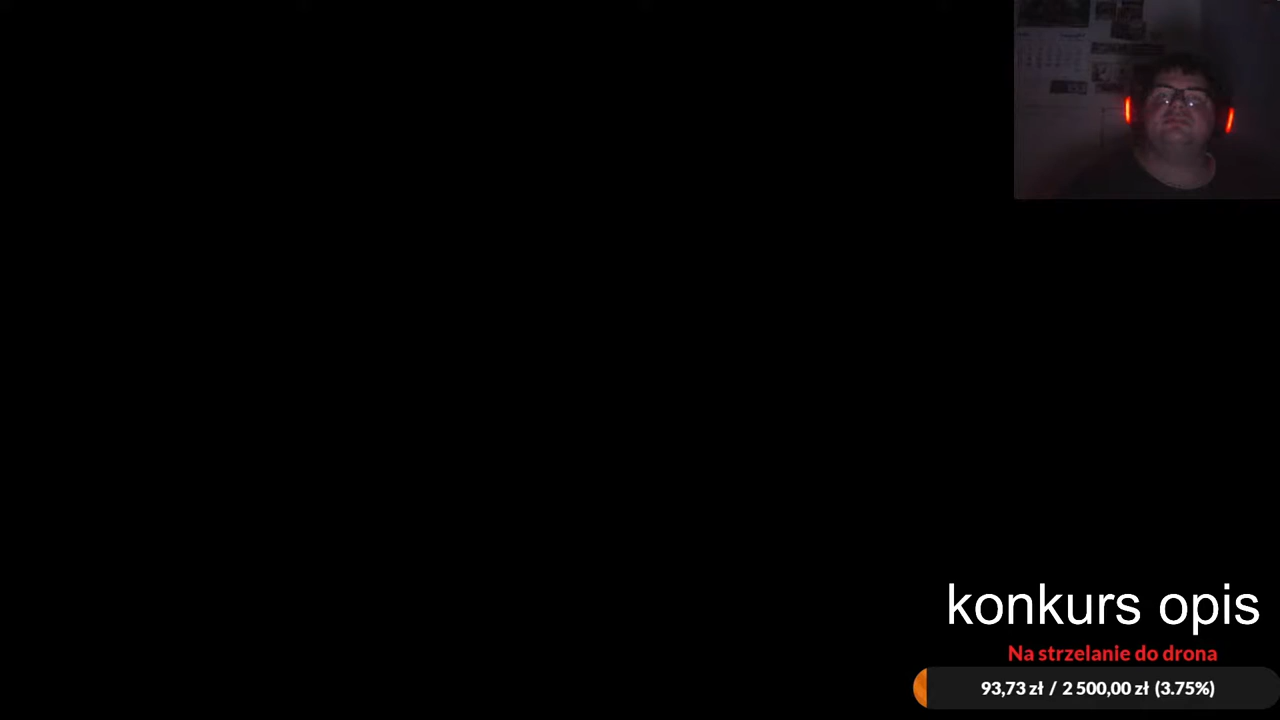 konkurs opis
Na strzelanie do drona
93,73 zł / 2 500,00 zł (3.75%)